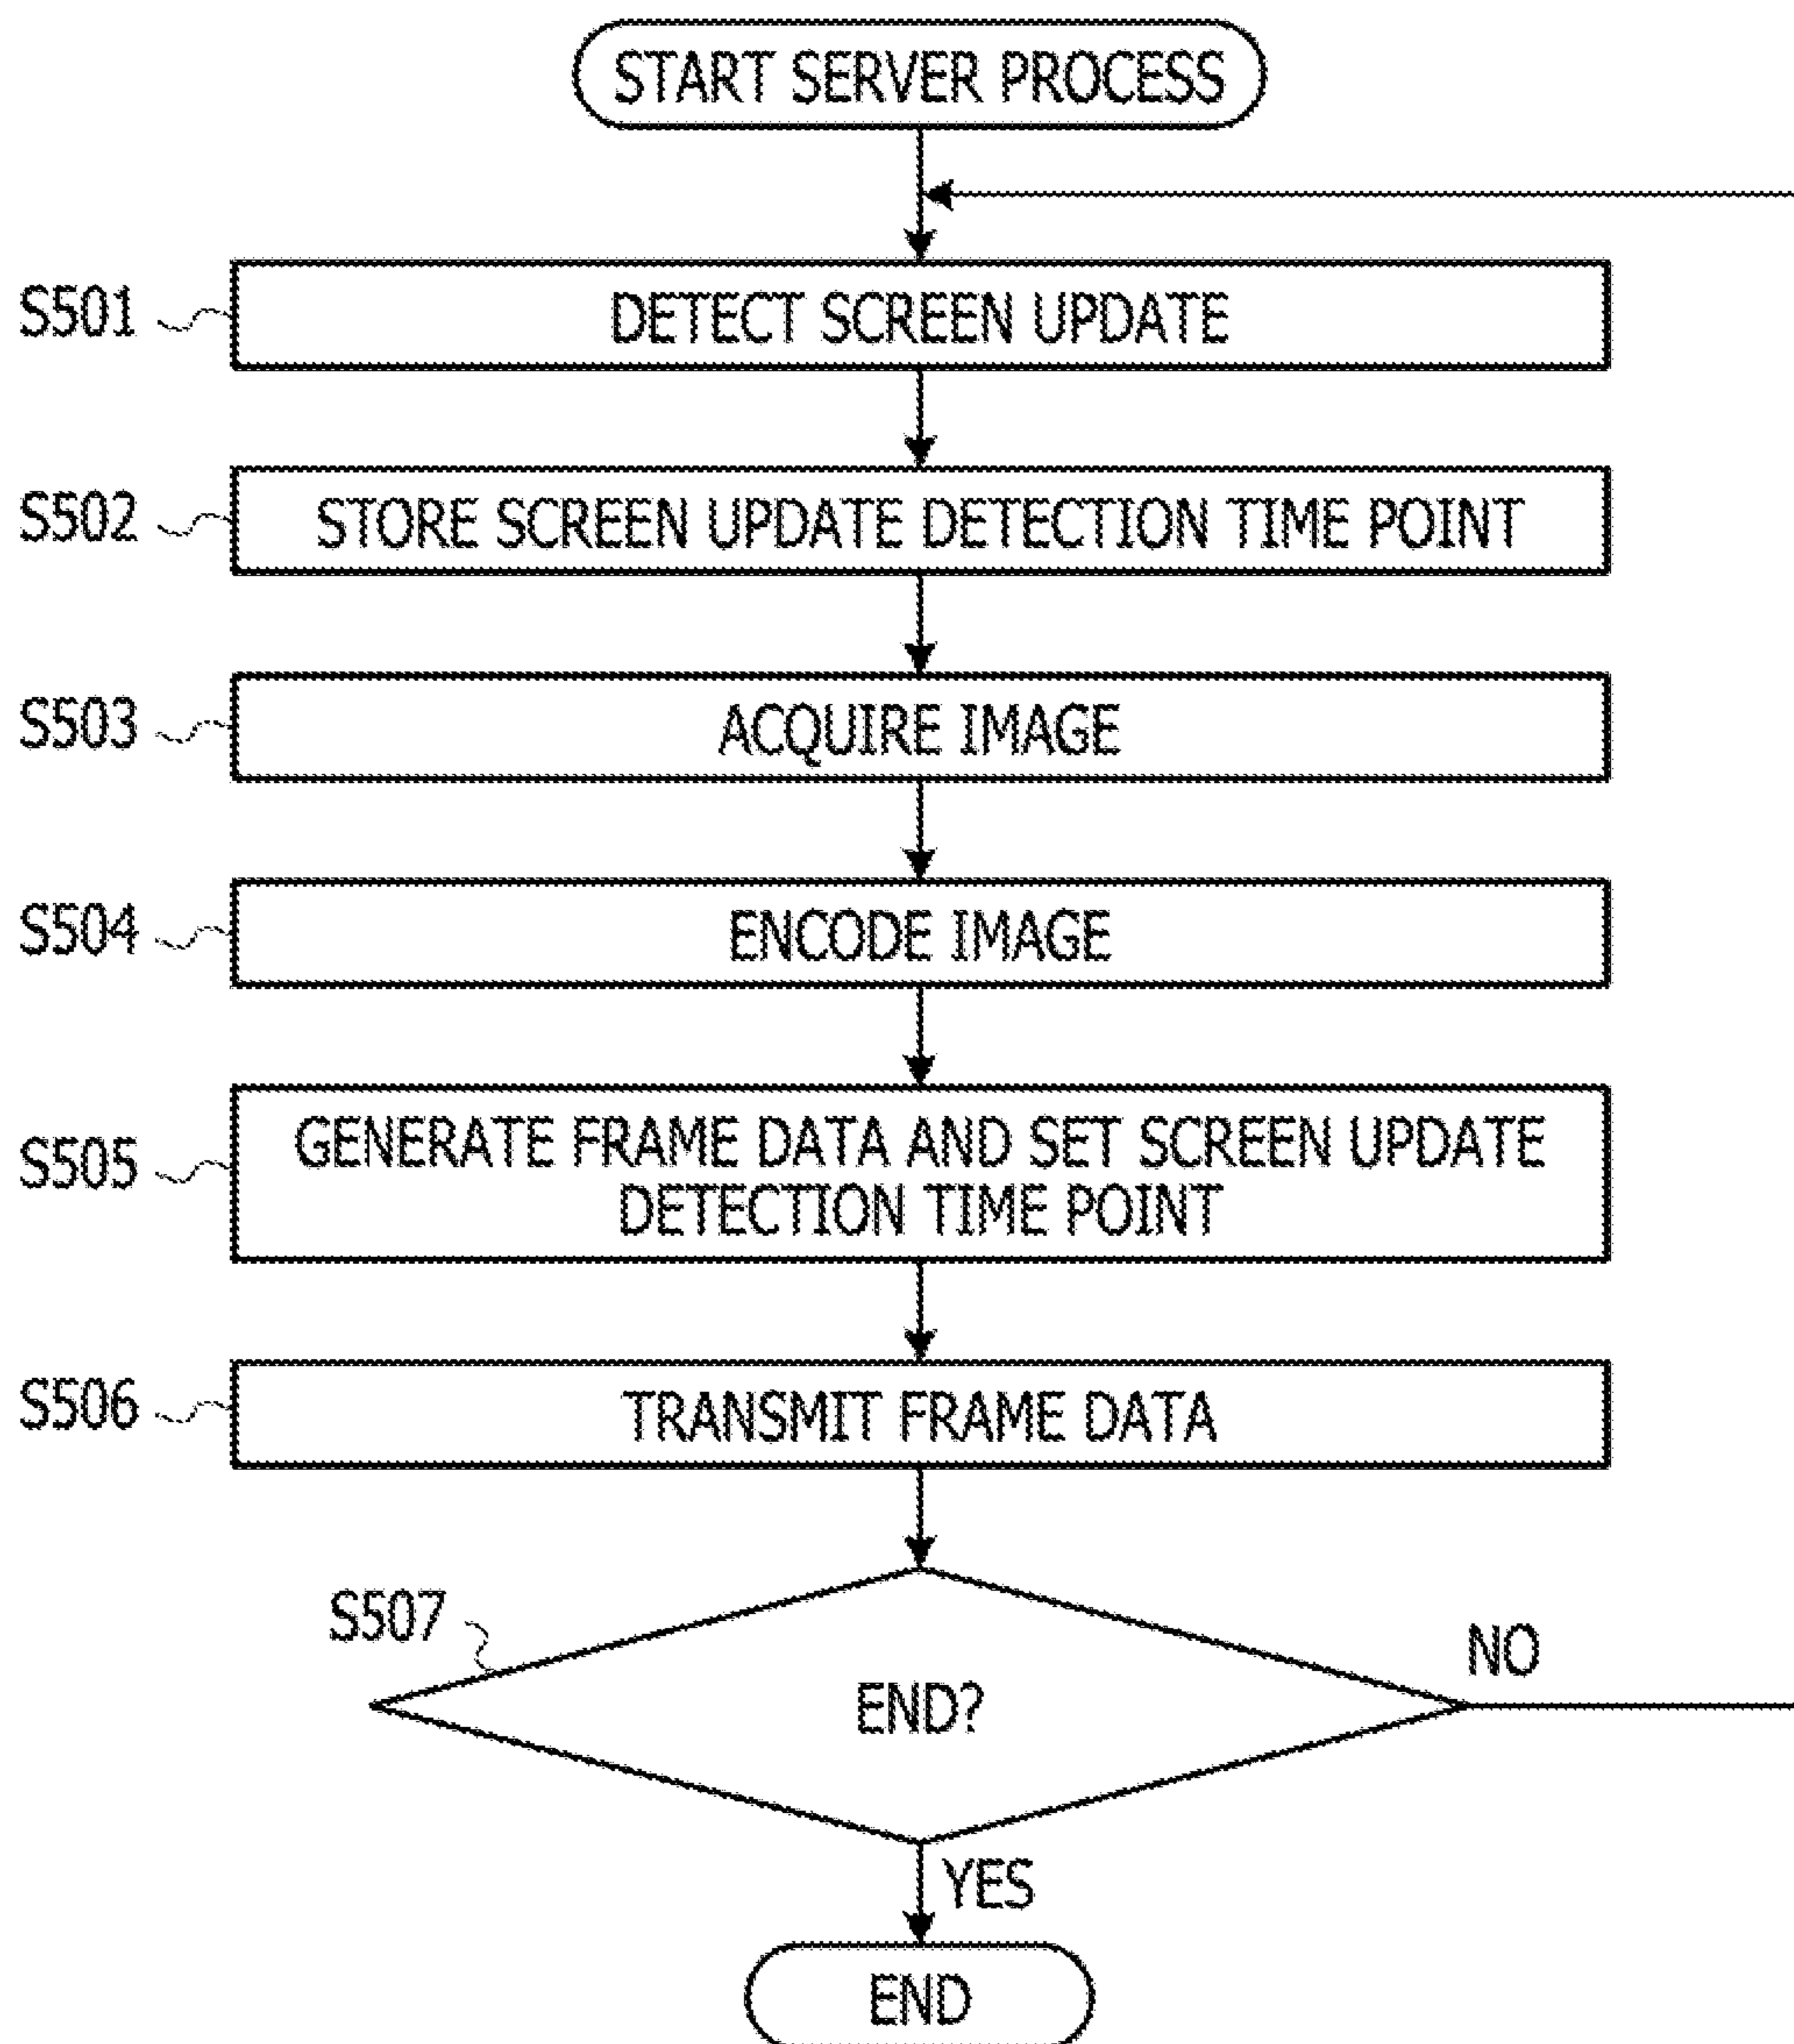 START SERVER PROCESS
S501
DETECT SCREEN UPDATE
S502
STORE SCREEN UPDATE DETECTION TIME POINT
S503
ACQUIRE IMAGE
S504
ENCODE IMAGE
S505
GENERATE FRAME DATA AND SET SCREEN UPDATE
DETECTION TIME POINT
S506
TRANSMIT FRAME DATA
S507
END?
NO
YES
END